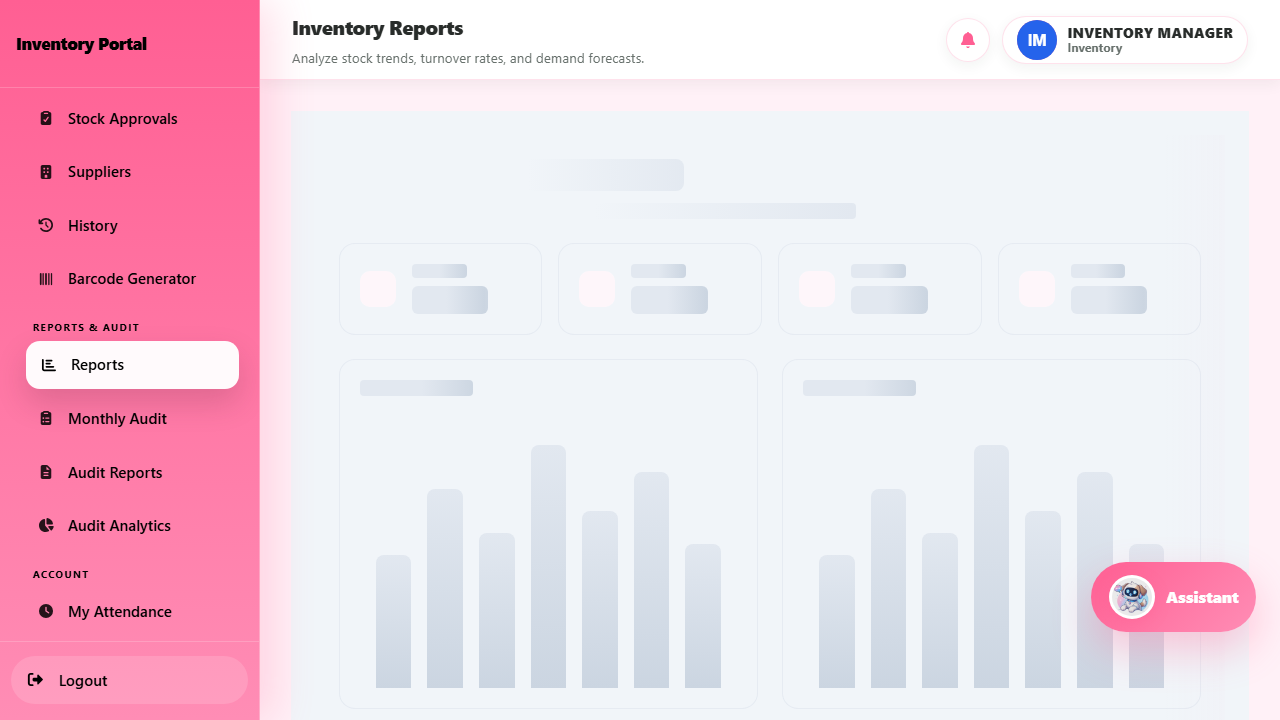 Inventory Portal
Stock Approvals
Suppliers
History
Barcode Generator
REPORTS & AUDIT
Reports
Monthly Audit
Audit Reports
Audit Analytics
ACCOUNT
My Attendance
Logout
Inventory Reports
Analyze stock trends, turnover rates, and demand forecasts.
IM
INVENTORY MANAGER
Inventory
Assistant